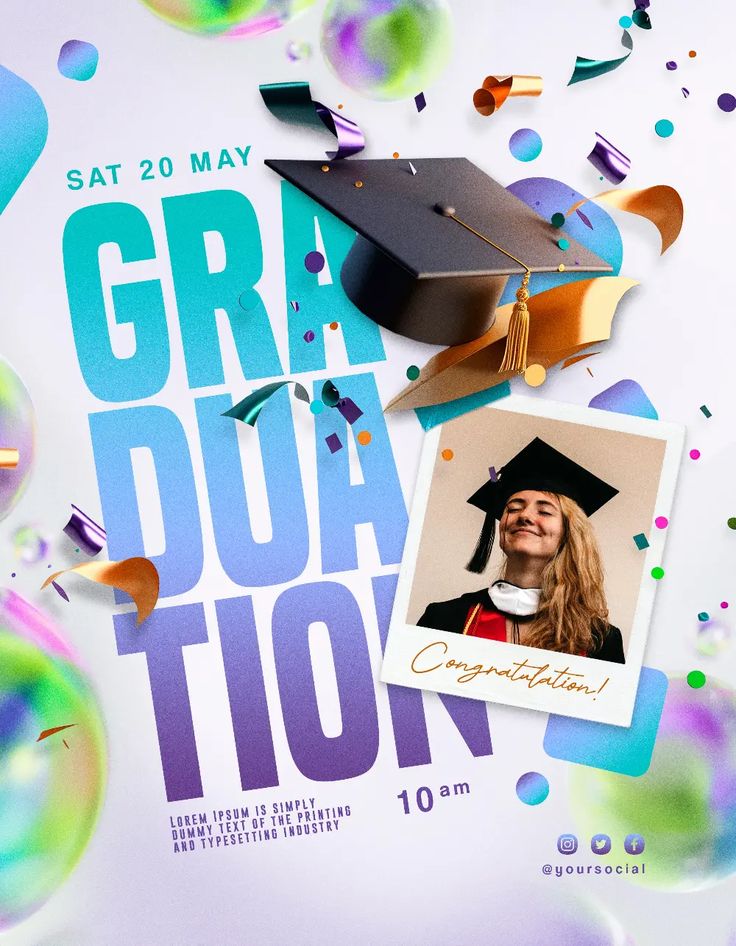 SAT 20 MAY
GRA
DUA
TION
Congratulation!
10 am
LOREM IPSUM IS SIMPLY
DUMMY TEXT OF THE PRINTING
AND TYPESETTING INDUSTRY
@yoursocial